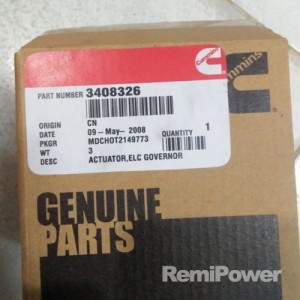 cummins
PART NUMBER 3408326
ORIGIN CN
DATE 09-May-2008 QUANTITY 1
PKGR MDCHOT2149773
WT 3
DESC ACTUATOR,ELC GOVERNOR
GENUINE
PARTS
RemiPower